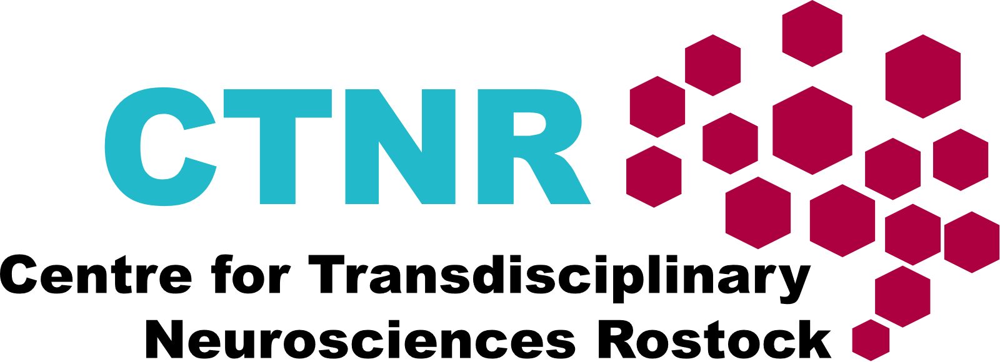 CTNR
Centre for Transdisciplinary
Neurosciences Rostock